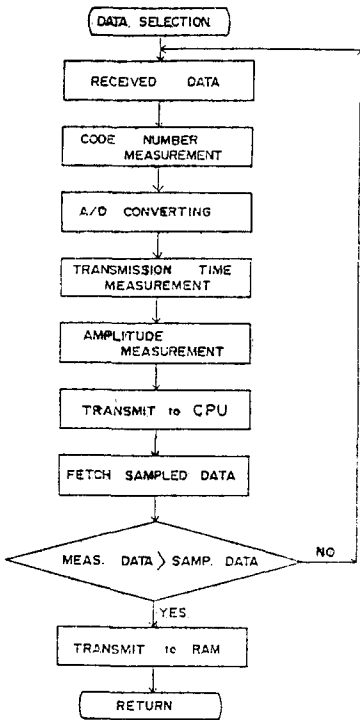 DATA SELECTION
RECEIVED DATA
CODE NUMBER
MEASUREMENT
A/D CONVERTING
TRANSMISSION TIME
MEASUREMENT
AMPLITUDE
MEASUREMENT
TRANSMIT to CPU
FETCH SAMPLED DATA
MEAS. DATA > SAMP. DATA
NO
YES
TRANSMIT to RAM
RETURN